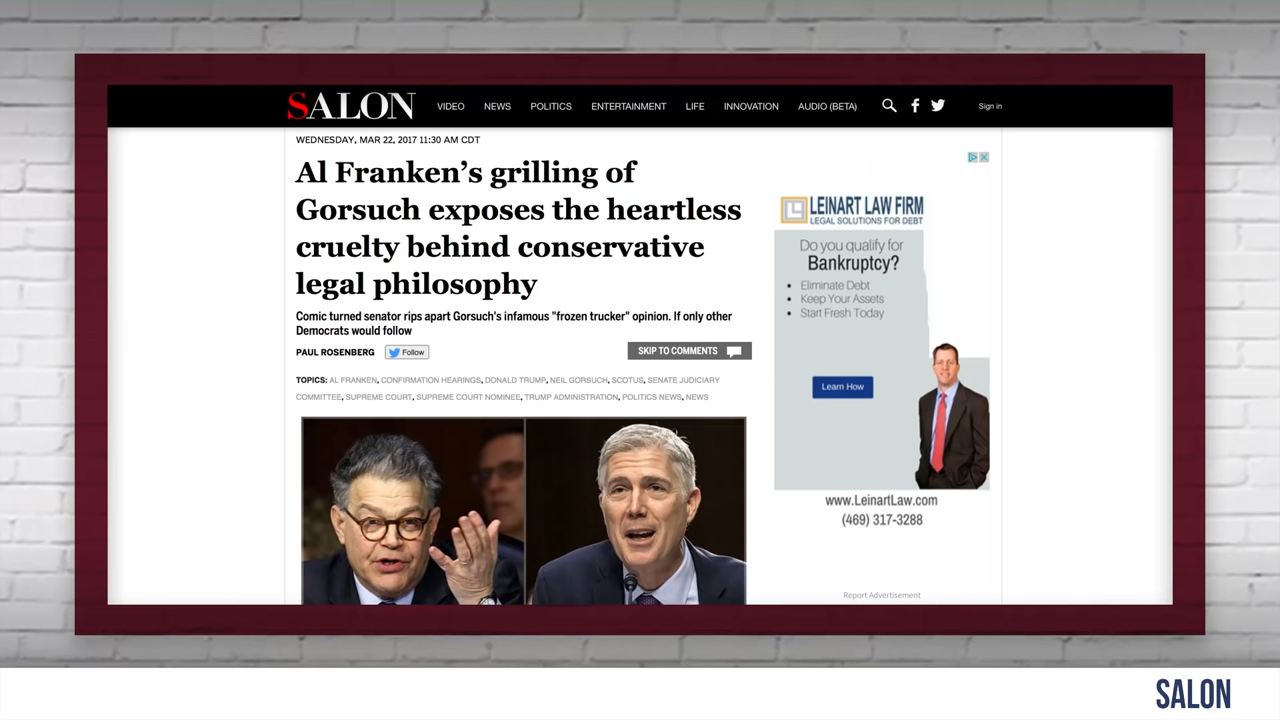 SALON
VIDEO NEWS POLITICS ENTERTAINMENT LIFE INNOVATION AUDIO (BETA) Sign in
WEDNESDAY, MAR 22, 2017 11:30 AM CDT
Al Franken's grilling of
Gorsuch exposes the heartless
cruelty behind conservative
legal philosophy
Comic turned senator rips apart Gorsuch's infamous "frozen trucker" opinion. If only other
Democrats would follow
PAUL ROSENBERG Follow
SKIP TO COMMENTS
TOPICS: AL FRANKEN, CONFIRMATION HEARINGS, DONALD TRUMP, NEIL GORSUCH, SCOTUS, SENATE JUDICIARY
COMMITTEE, SUPREME COURT, SUPREME COURT NOMINEE, TRUMP ADMINISTRATION, POLITICS NEWS, NEWS
LEINART LAW FIRM
LEGAL SOLUTIONS FOR DEBT
Do you qualify for
Bankruptcy?
• Eliminate Debt
• Keep Your Assets
• Start Fresh Today
Learn How
www.LeinartLaw.com
(469) 317-3288
Report Advertisement
SALON